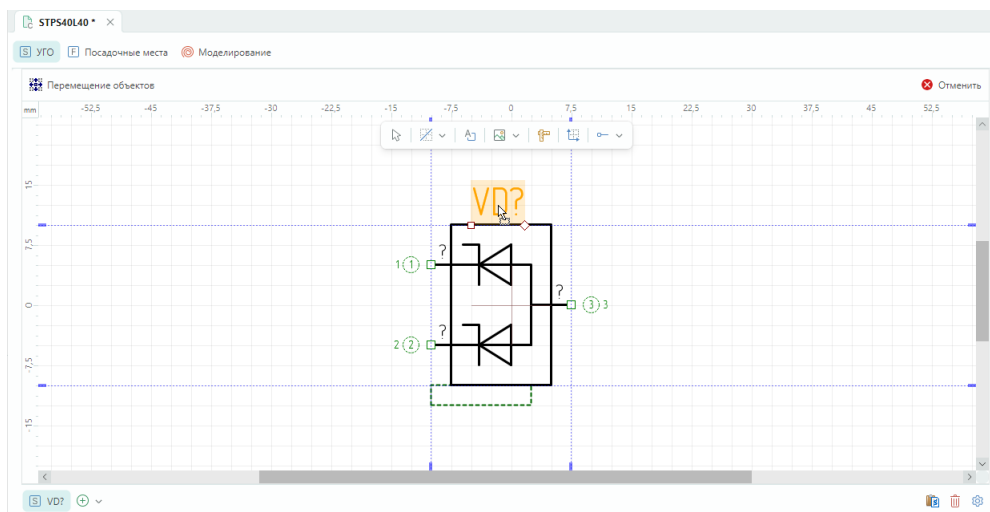 STPS40L40 *
S УГО F Посадочные места Моделирование
Перемещение объектов Отменить
mm -52,5 -45 -37,5 -30 -22,5 -15 -7,5 0 7,5 15 22,5 30 37,5 45 52,5
15
VD?
7,5
?
1 1
?
0
3 3
?
2 2
-7,5
-15
S VD?